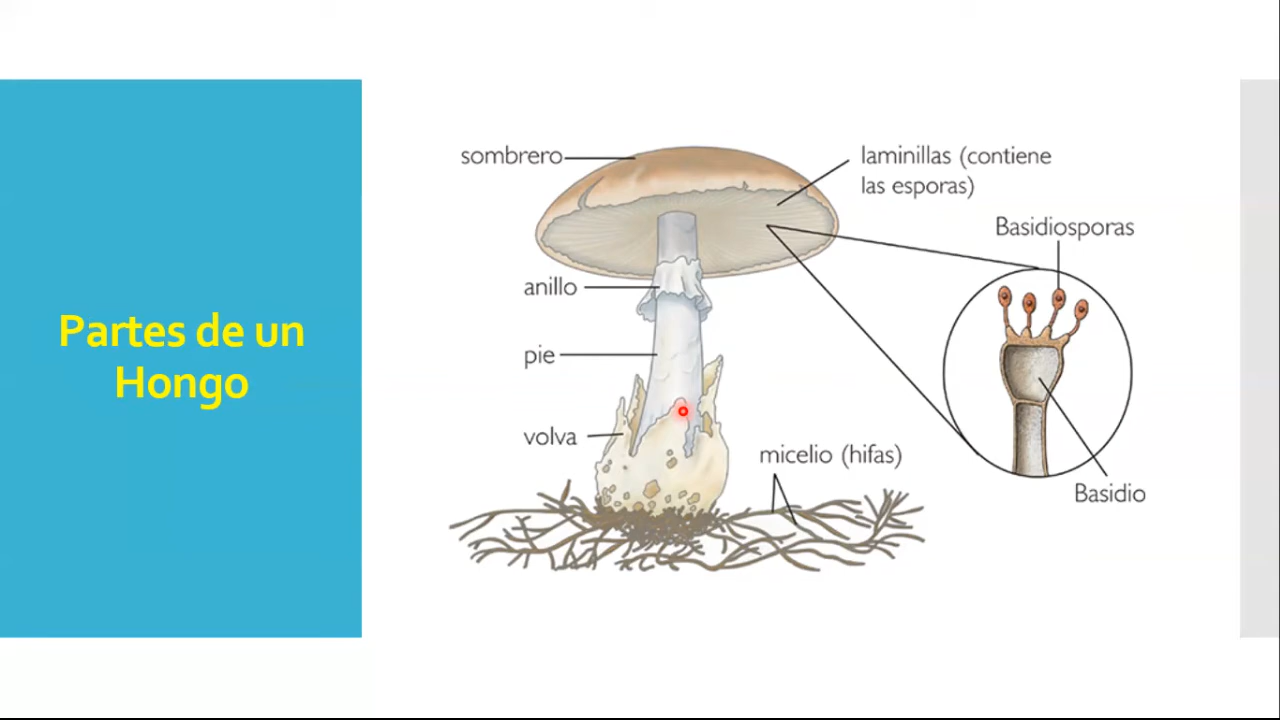 Partes de un
Hongo
sombrero
laminillas (contiene
las esporas)
Basidiosporas
anillo
pie
volva
micelio (hifas)
Basidio